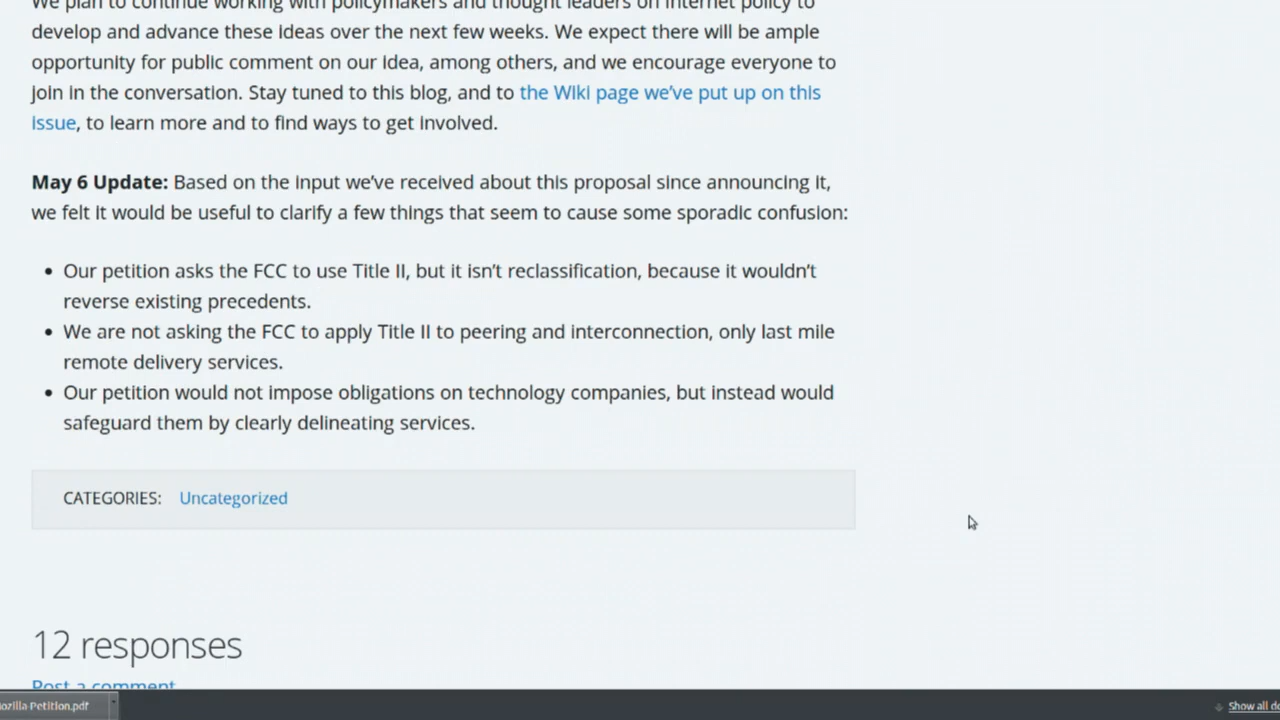 We plan to continue working with policymakers and thought leaders on Internet policy to
develop and advance these ideas over the next few weeks. We expect there will be ample
opportunity for public comment on our idea, among others, and we encourage everyone to
join in the conversation. Stay tuned to this blog, and to the Wiki page we've put up on this
issue, to learn more and to find ways to get involved.
May 6 Update: Based on the input we've received about this proposal since announcing it,
we felt it would be useful to clarify a few things that seem to cause some sporadic confusion:
• Our petition asks the FCC to use Title II, but it isn't reclassification, because it wouldn't
reverse existing precedents.
• We are not asking the FCC to apply Title II to peering and interconnection, only last mile
remote delivery services.
• Our petition would not impose obligations on technology companies, but instead would
safeguard them by clearly delineating services.
CATEGORIES: Uncategorized
12 responses
Post a comment
ozilla Petition.pdf
Show all do